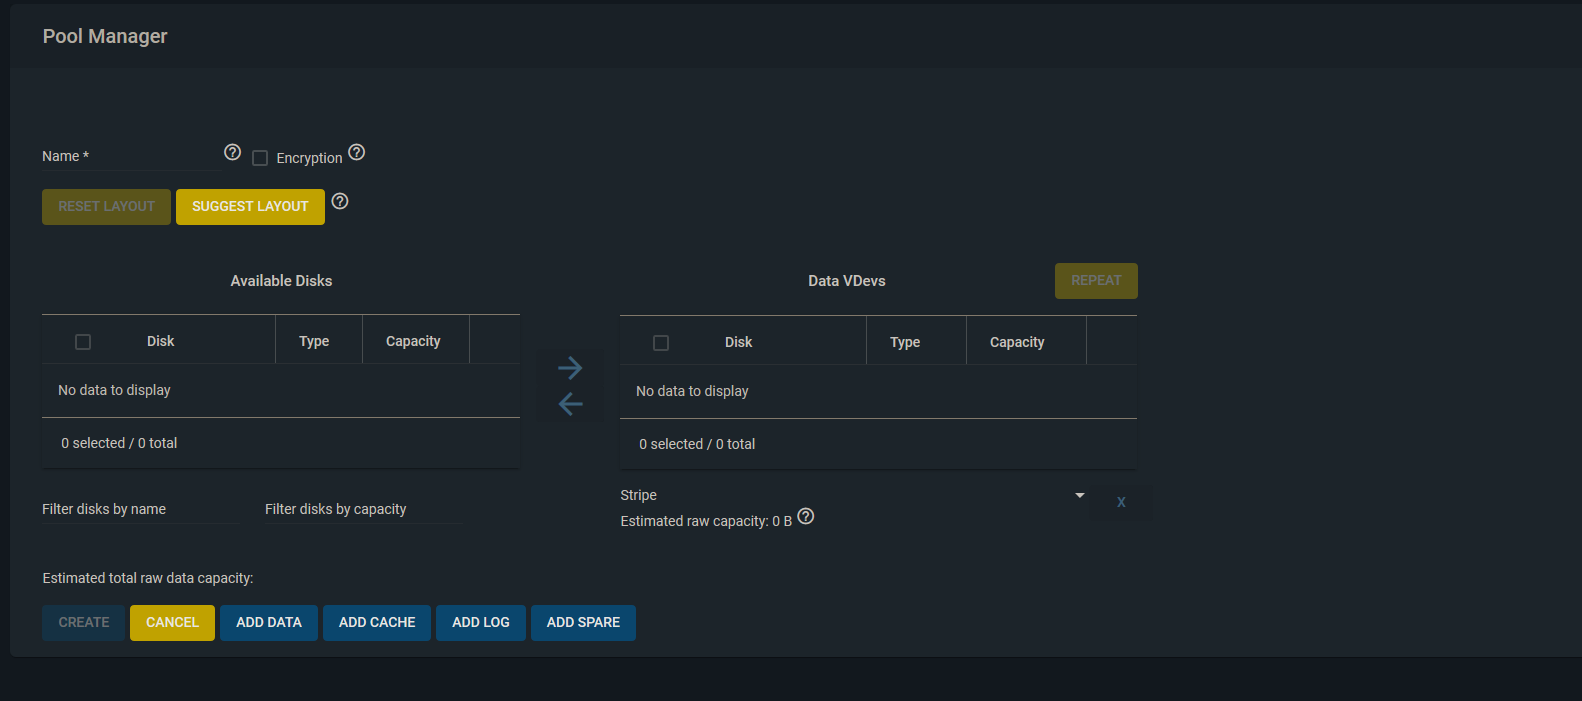 Pool Manager
Name * ? Encryption ?
RESET LAYOUT SUGGEST LAYOUT ?
Available Disks
Disk Type Capacity
No data to display
0 selected / 0 total
Filter disks by name Filter disks by capacity
Data VDevs REPEAT
Disk Type Capacity
No data to display
0 selected / 0 total
Stripe X
Estimated raw capacity: 0 B ?
Estimated total raw data capacity:
CREATE CANCEL ADD DATA ADD CACHE ADD LOG ADD SPARE